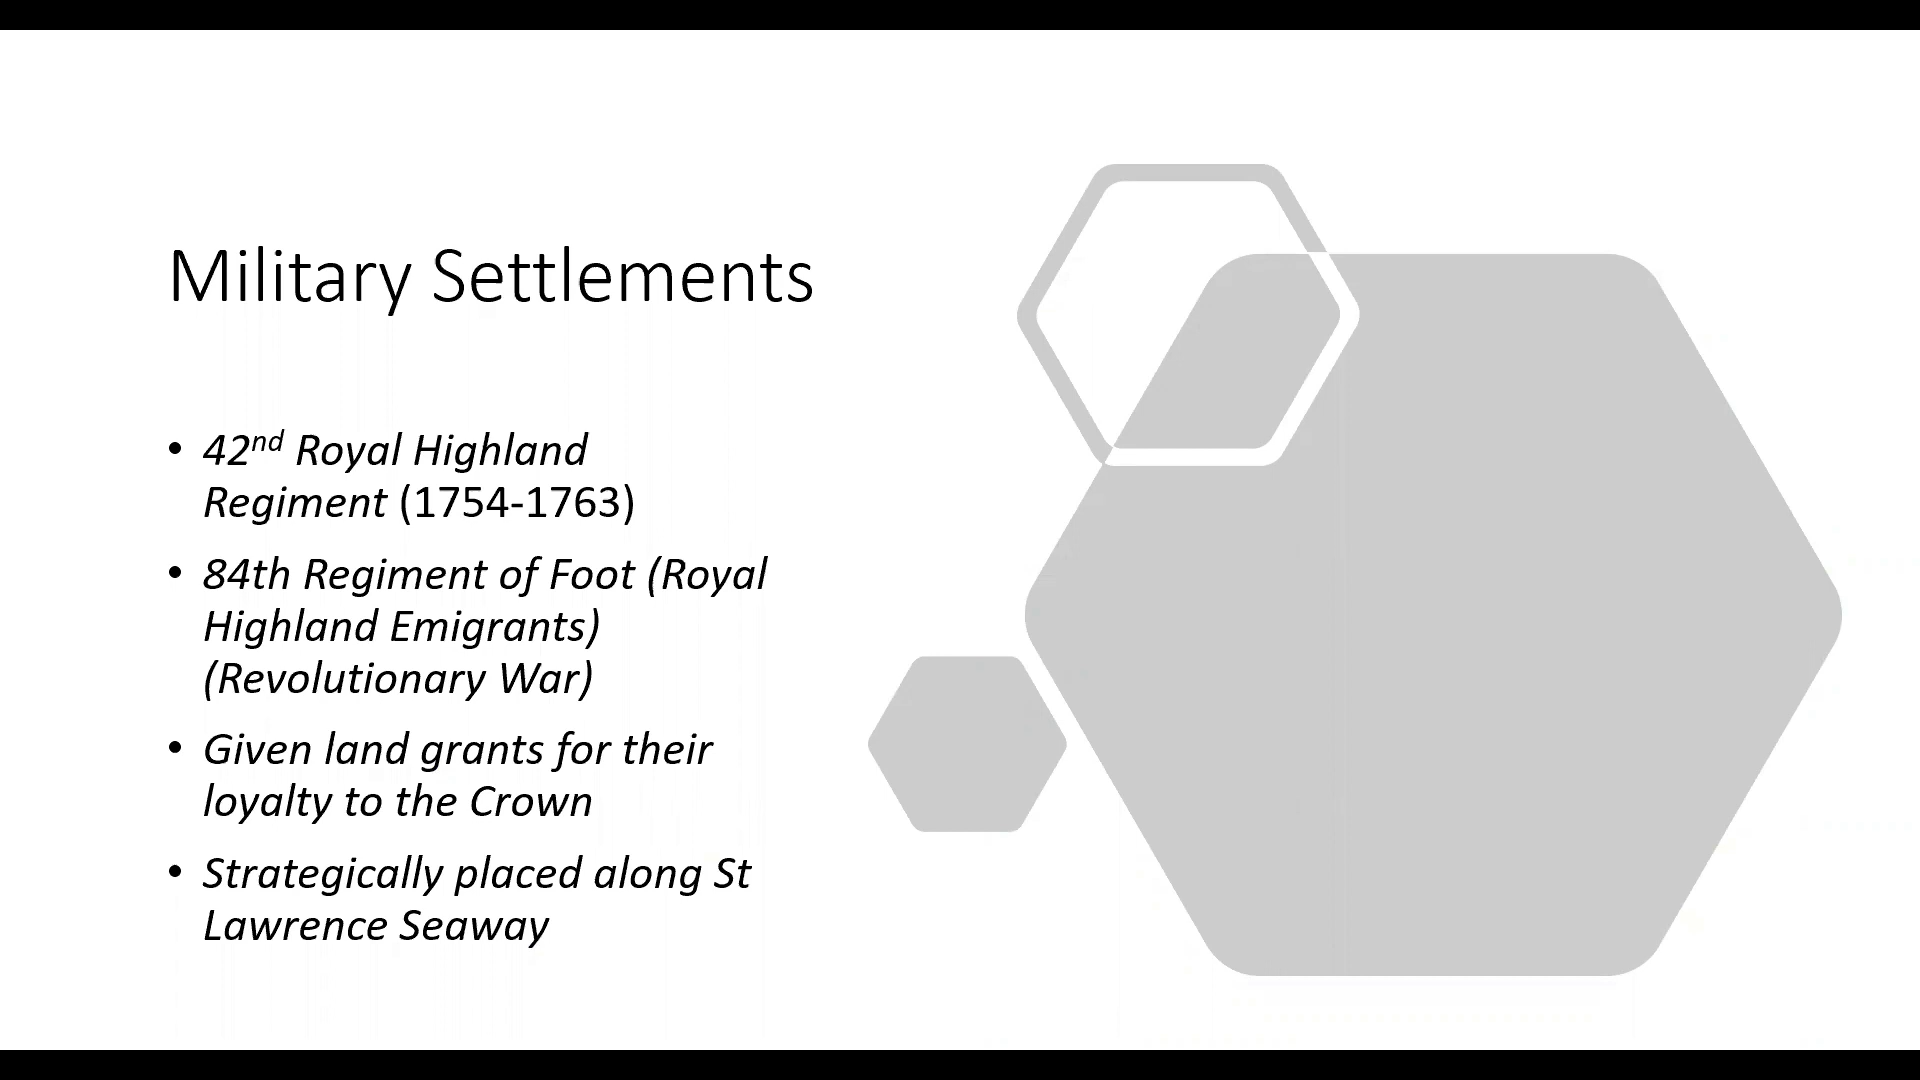 Military Settlements
• 42nd Royal Highland
Regiment (1754-1763)
• 84th Regiment of Foot (Royal
Highland Emigrants)
(Revolutionary War)
• Given land grants for their
loyalty to the Crown
• Strategically placed along St
Lawrence Seaway